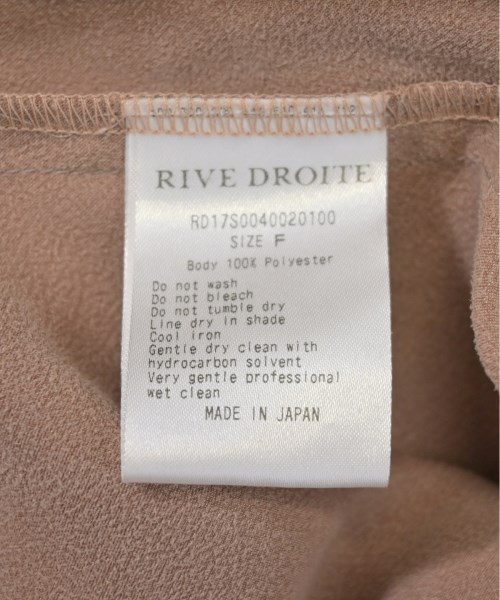 RIVE DROITE
RD17S0040020100
SIZE F
Body 100% Polyester
Do not wash
Do not bleach
Do not tumble dry
Line dry in shade
Cool iron
Gentle dry clean with
hydrocarbon solvent
Very gentle professional
wet clean
MADE IN JAPAN